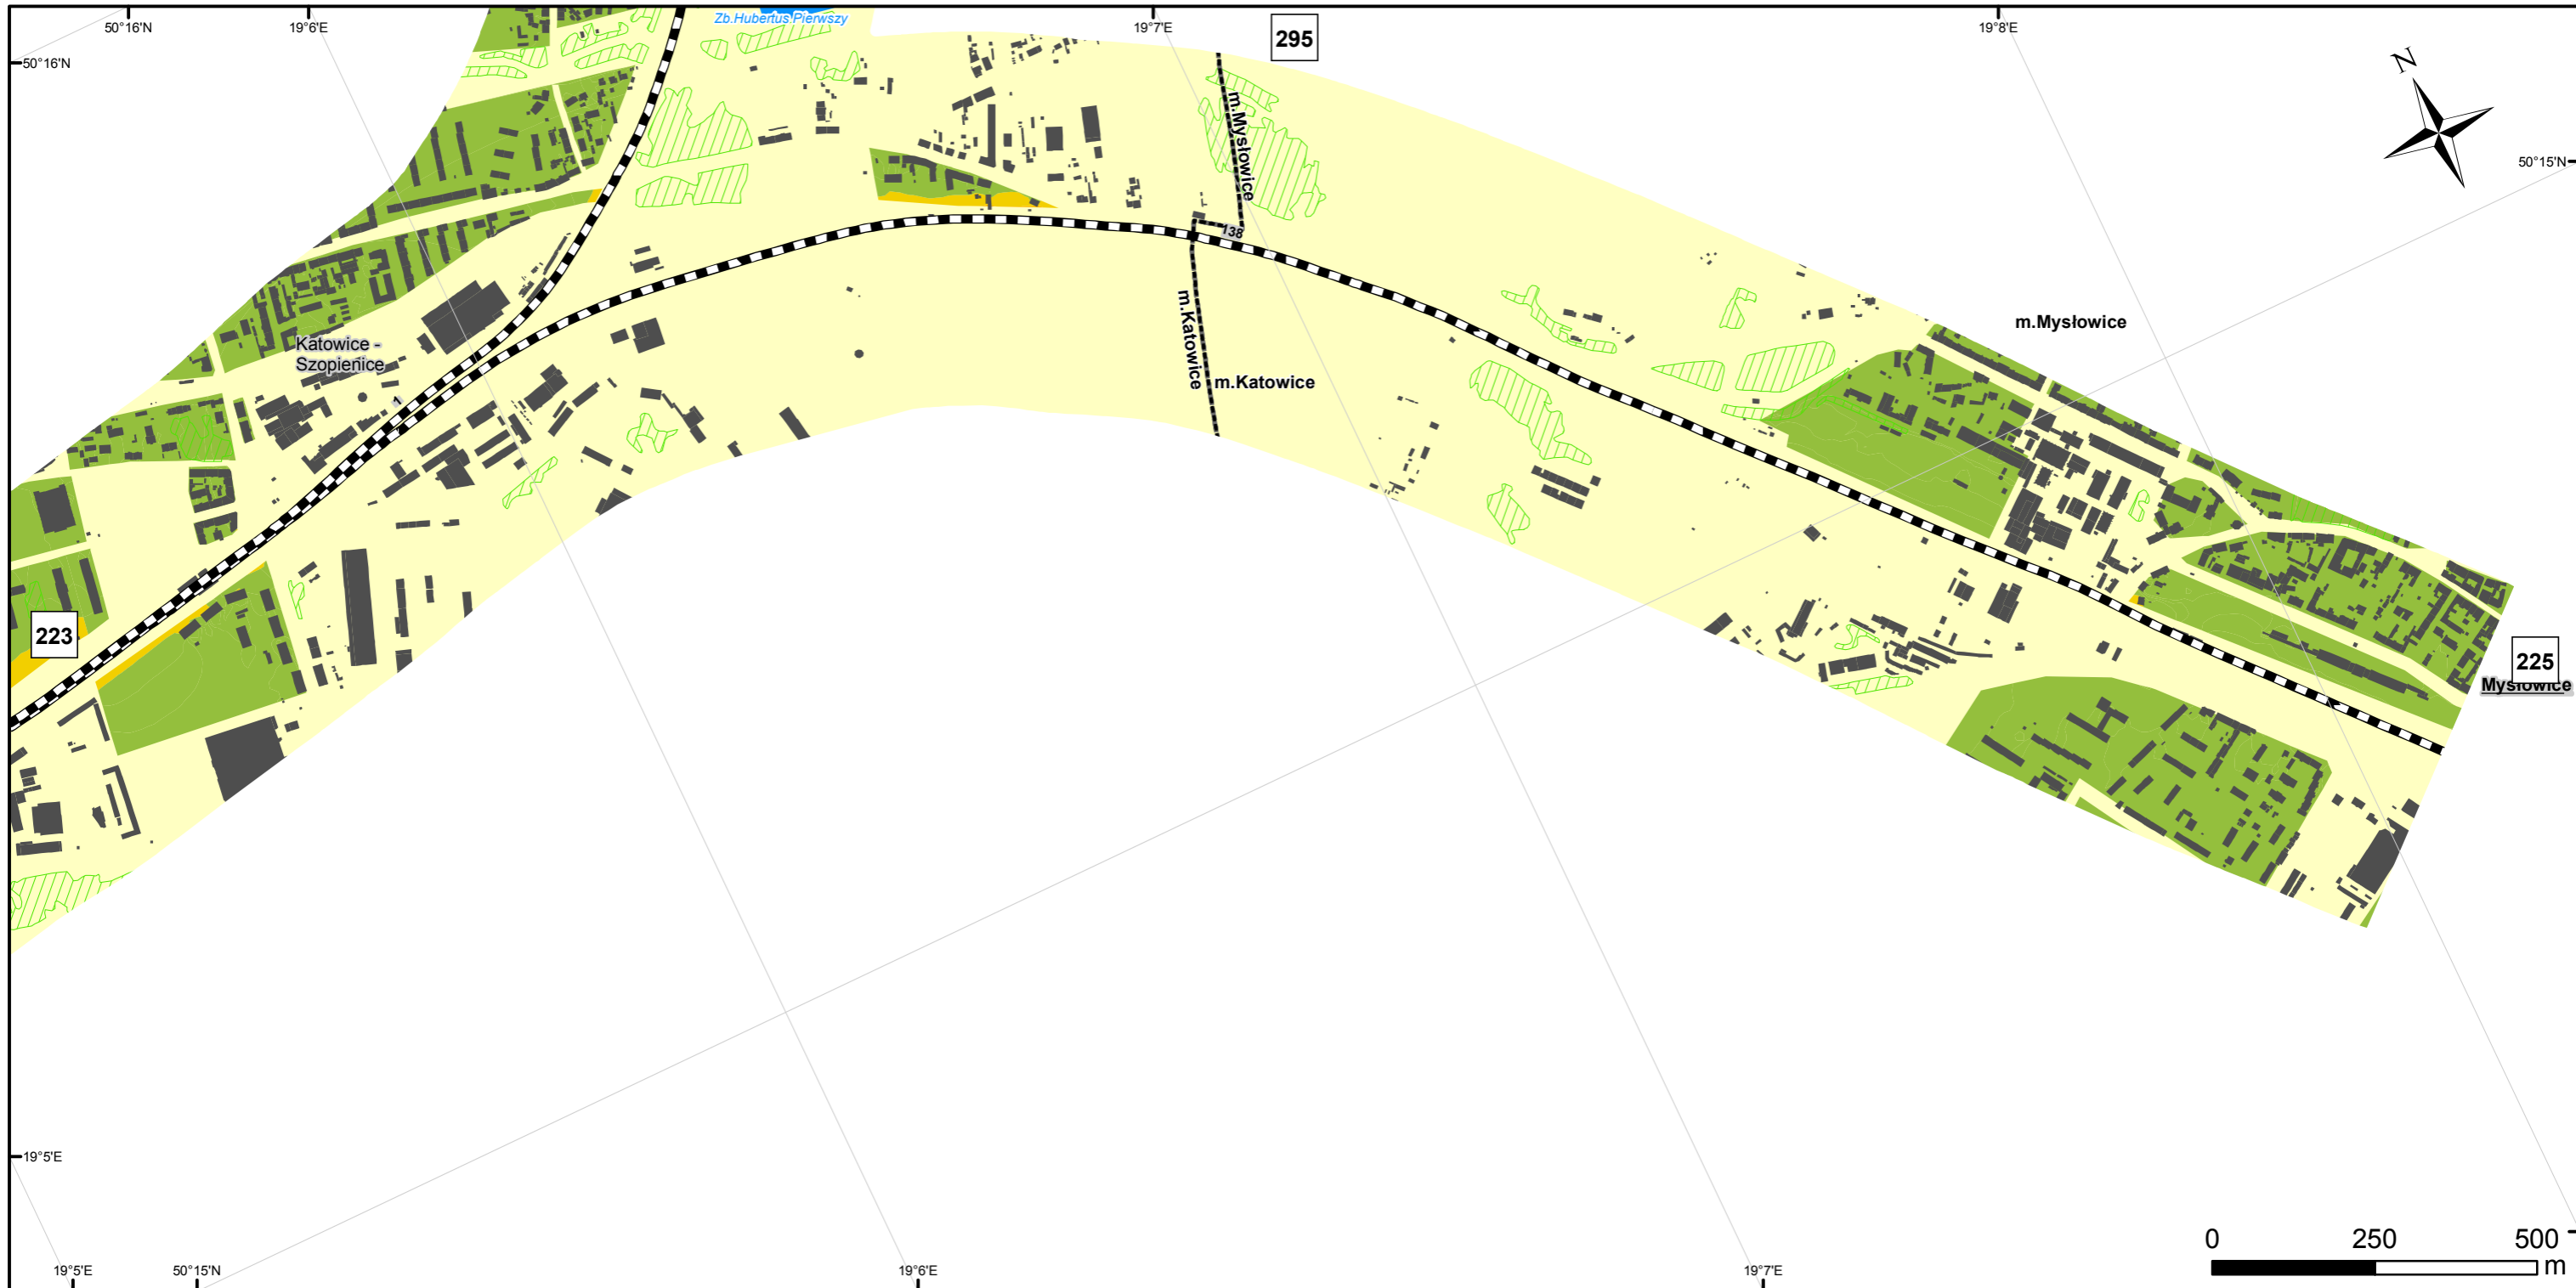 Zb.Hubertus Pierwszy
50°16'N
19°6'E
19°7'E
19°8'E
295
50°16'N
N
50°15'N
m.Mysłowice
138
m.Katowice
m.Katowice
m.Mysłowice
Katowice -
Szopienice
1
223
225
Mysłowice
19°5'E
0
250
500
m
19°5'E
50°15'N
19°6'E
19°7'E